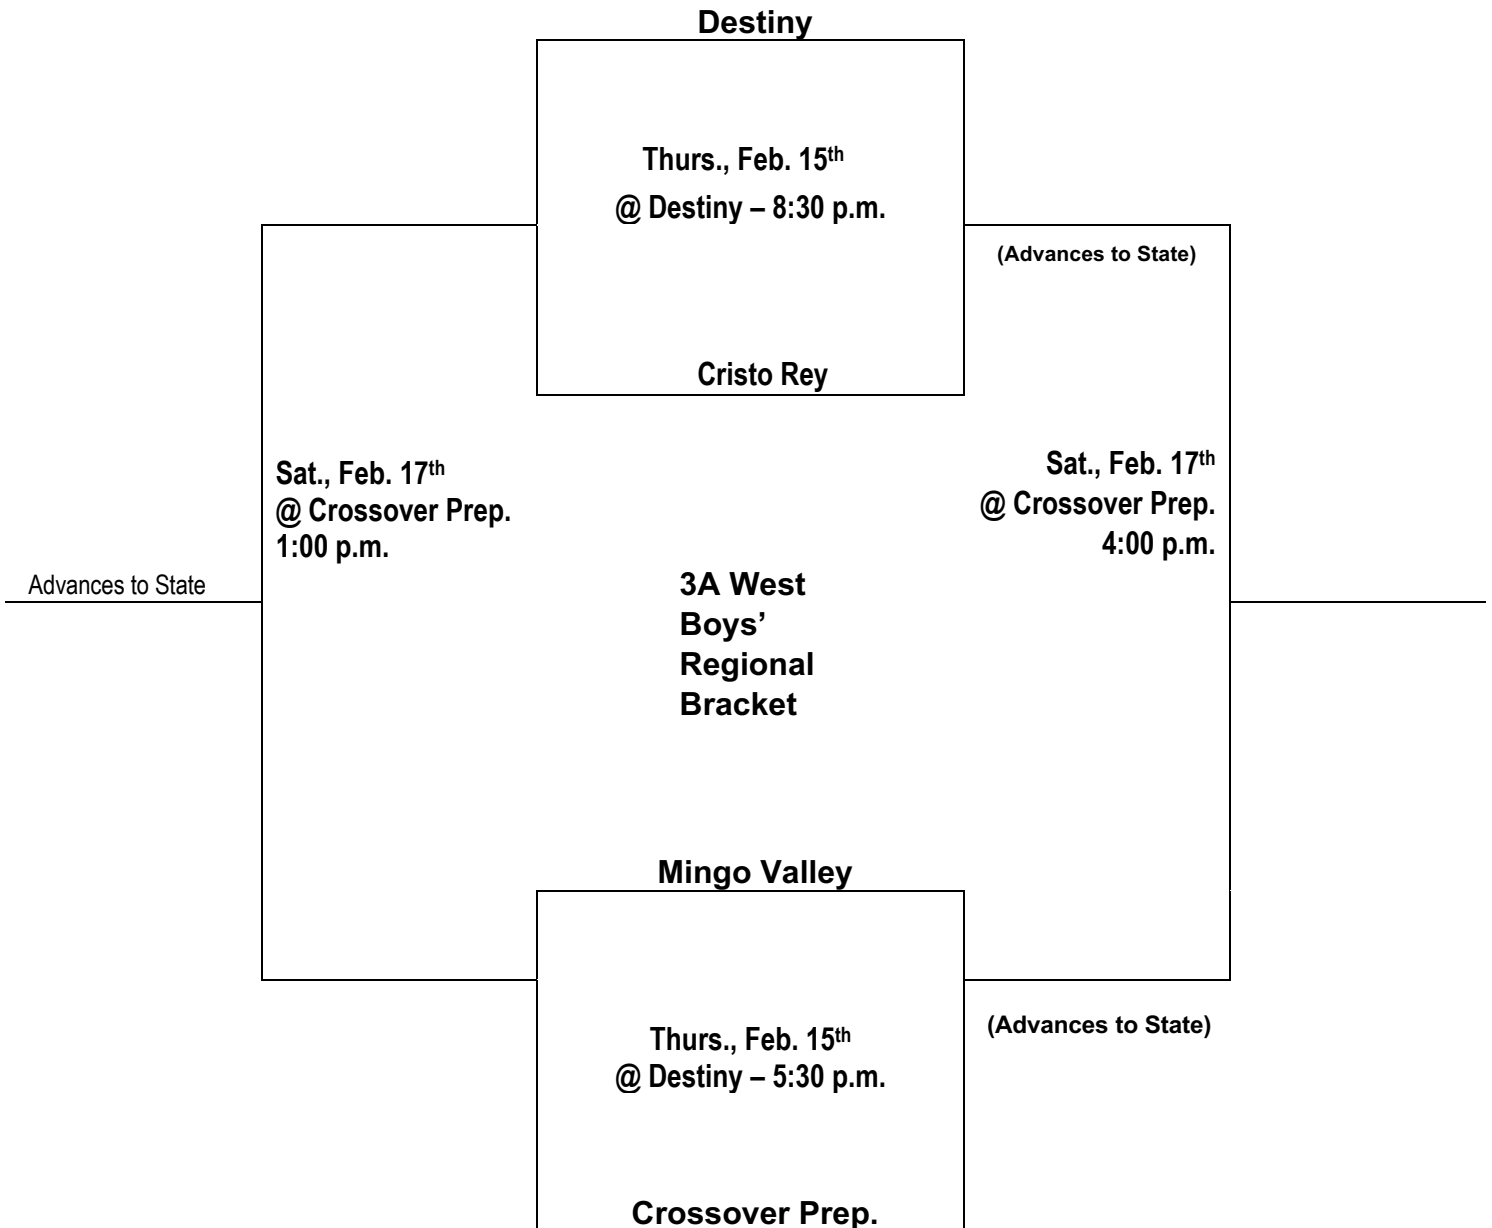 Destiny
Thurs., Feb. 15th
@ Destiny – 8:30 p.m.
(Advances to State)
Cristo Rey
Sat., Feb. 17th
@ Crossover Prep.
1:00 p.m.
Sat., Feb. 17th
@ Crossover Prep.
4:00 p.m.
Advances to State
3A West
Boys’
Regional
Bracket
Mingo Valley
Thurs., Feb. 15th
@ Destiny – 5:30 p.m.
(Advances to State)
Crossover Prep.